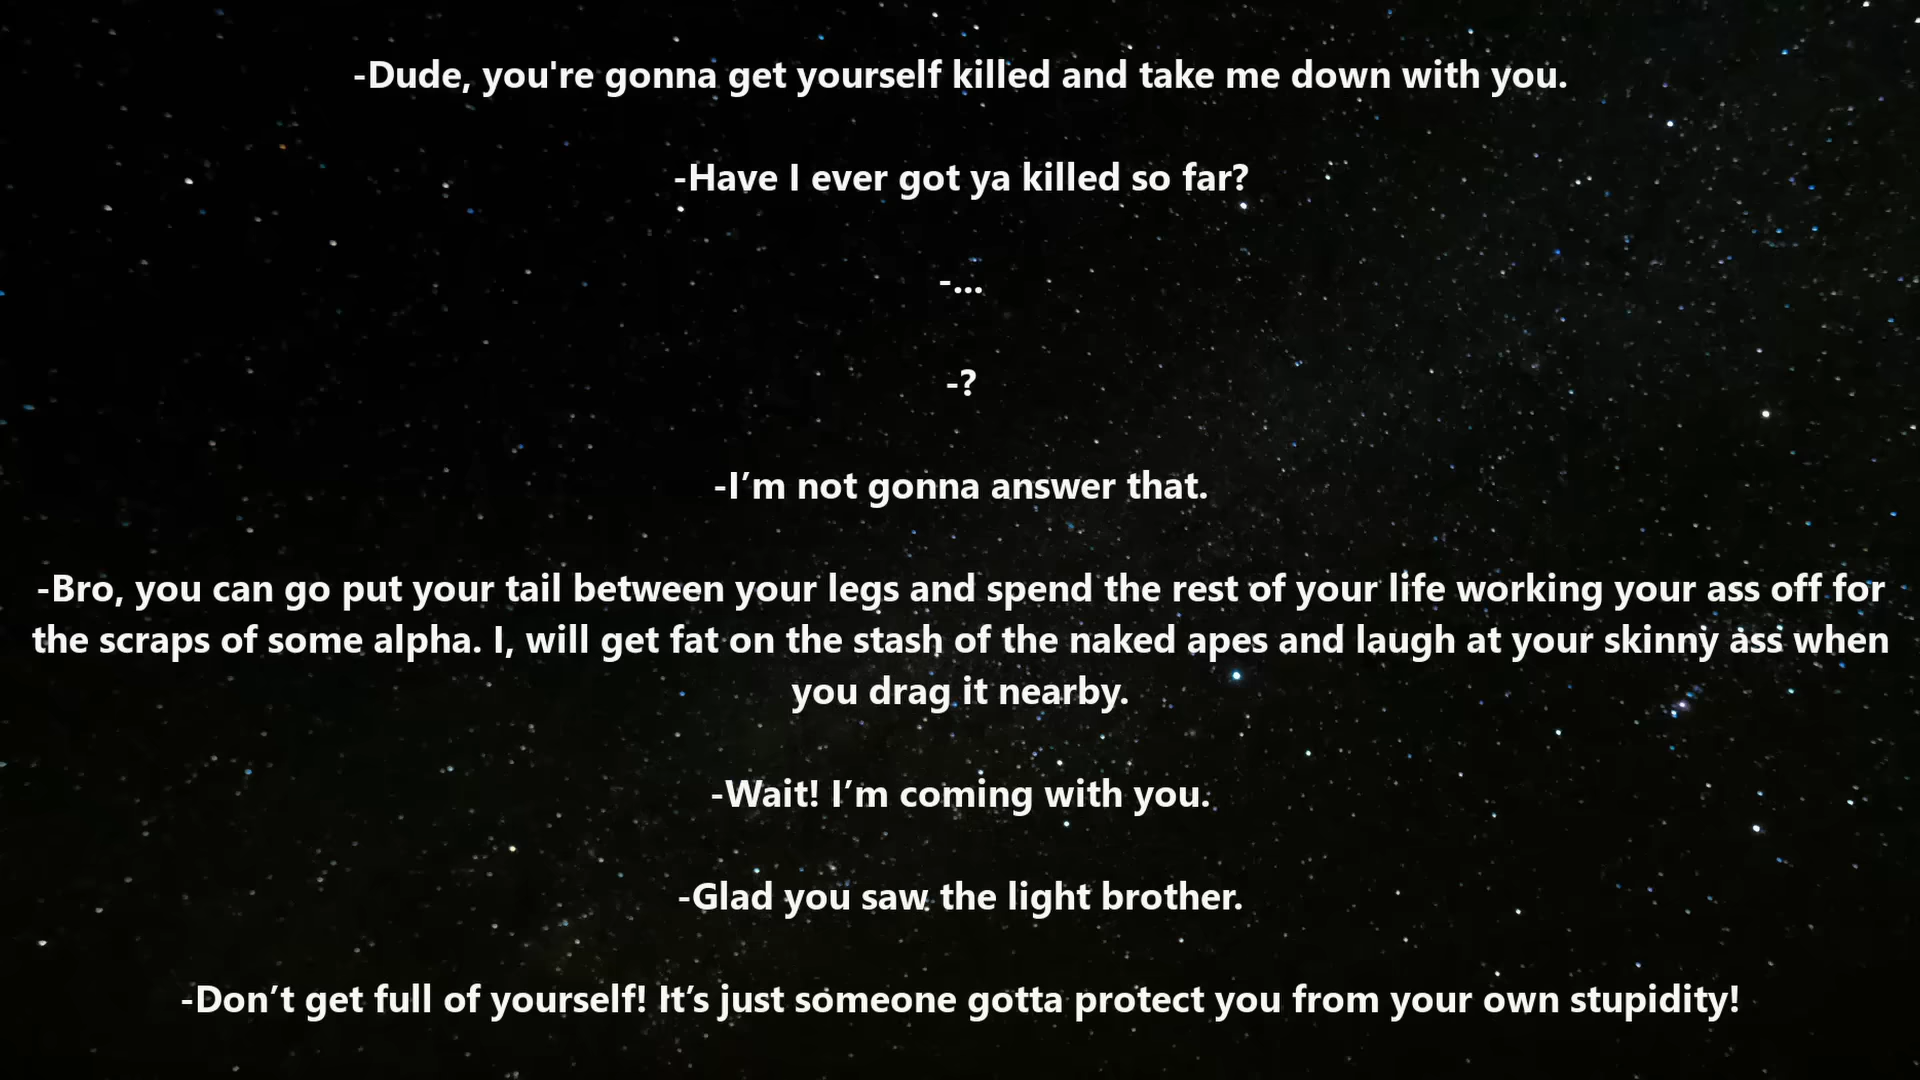 -Dude, you're gonna get yourself killed and take me down with you.
-Have I ever got ya killed so far?
-...
-?
-I’m not gonna answer that.
-Bro, you can go put your tail between your legs and spend the rest of your life working your ass off for
the scraps of some alpha. I, will get fat on the stash of the naked apes and laugh at your skinny ass when
you drag it nearby.
-Wait! I’m coming with you.
-Glad you saw the light brother.
-Don’t get full of yourself! It’s just someone gotta protect you from your own stupidity!